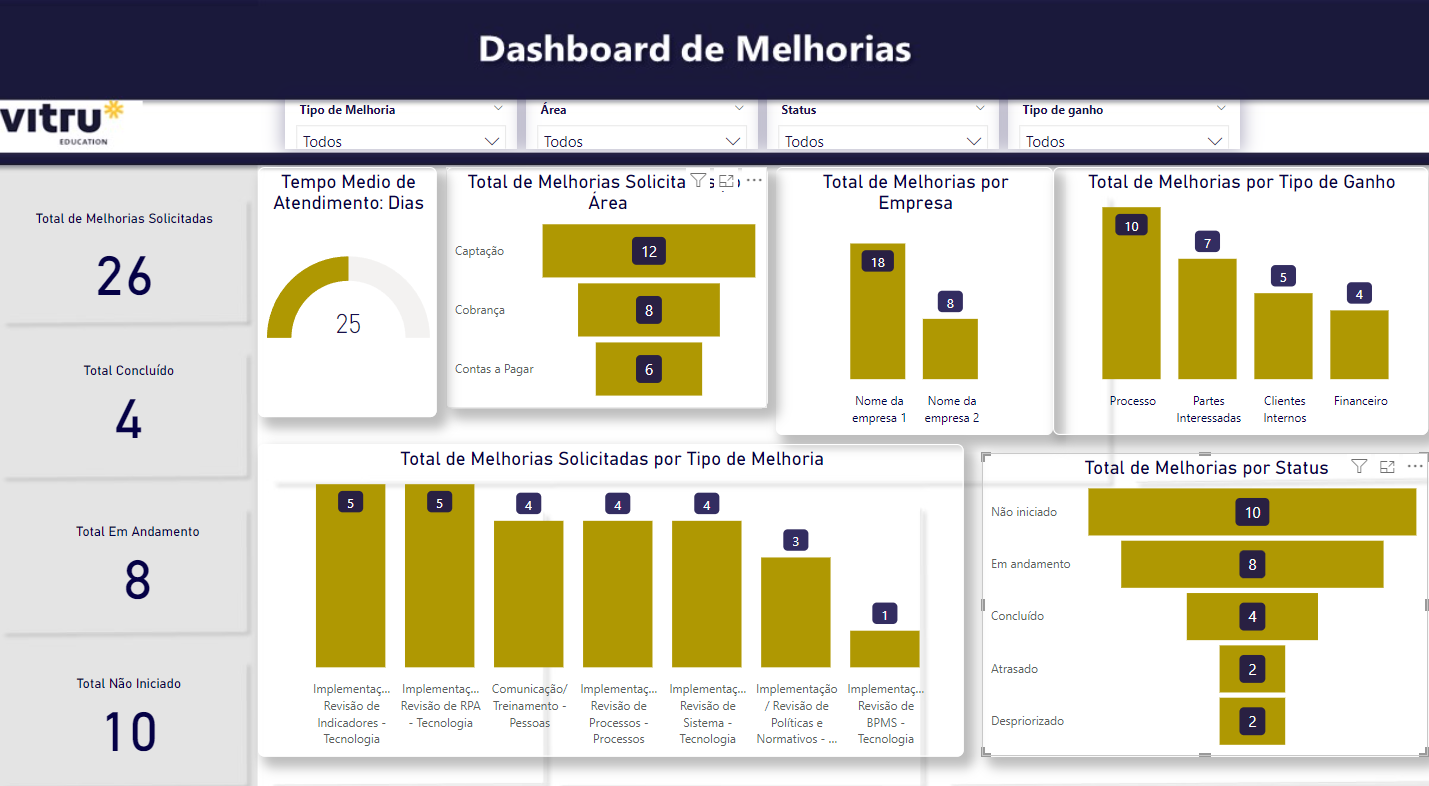 Dashboard de Melhorias
vitru
EDUCATION
Tipo de Melhoria
Todos
Área
Todos
Status
Todos
Tipo de ganho
Todos
Total de Melhorias Solicitadas
26
Total Concluído
4
Total Em Andamento
8
Total Não Iniciado
10
Tempo Medio de
Atendimento: Dias
25
Total de Melhorias Solicita
Área
Captação
12
Cobrança
8
Contas a Pagar
6
Total de Melhorias por
Empresa
18
8
Nome da
empresa 1
Nome da
empresa 2
Total de Melhorias por Tipo de Ganho
10
7
5
4
Processo
Partes
Interessadas
Clientes
Internos
Financeiro
Total de Melhorias Solicitadas por Tipo de Melhoria
5
5
4
4
4
3
1
Implementaç...
Revisão de
Indicadores -
Tecnologia
Implementaç...
Revisão de RPA
- Tecnologia
Comunicação/
Treinamento -
Pessoas
Implementaç...
Revisão de
Processos -
Processos
Implementaç...
Revisão de
Sistema -
Tecnologia
Implementação
/ Revisão de
Políticas e
Normativos - ...
Implementaç...
Revisão de
BPMS -
Tecnologia
Total de Melhorias por Status
Não iniciado
10
Em andamento
8
Concluído
4
Atrasado
2
Despriorizado
2